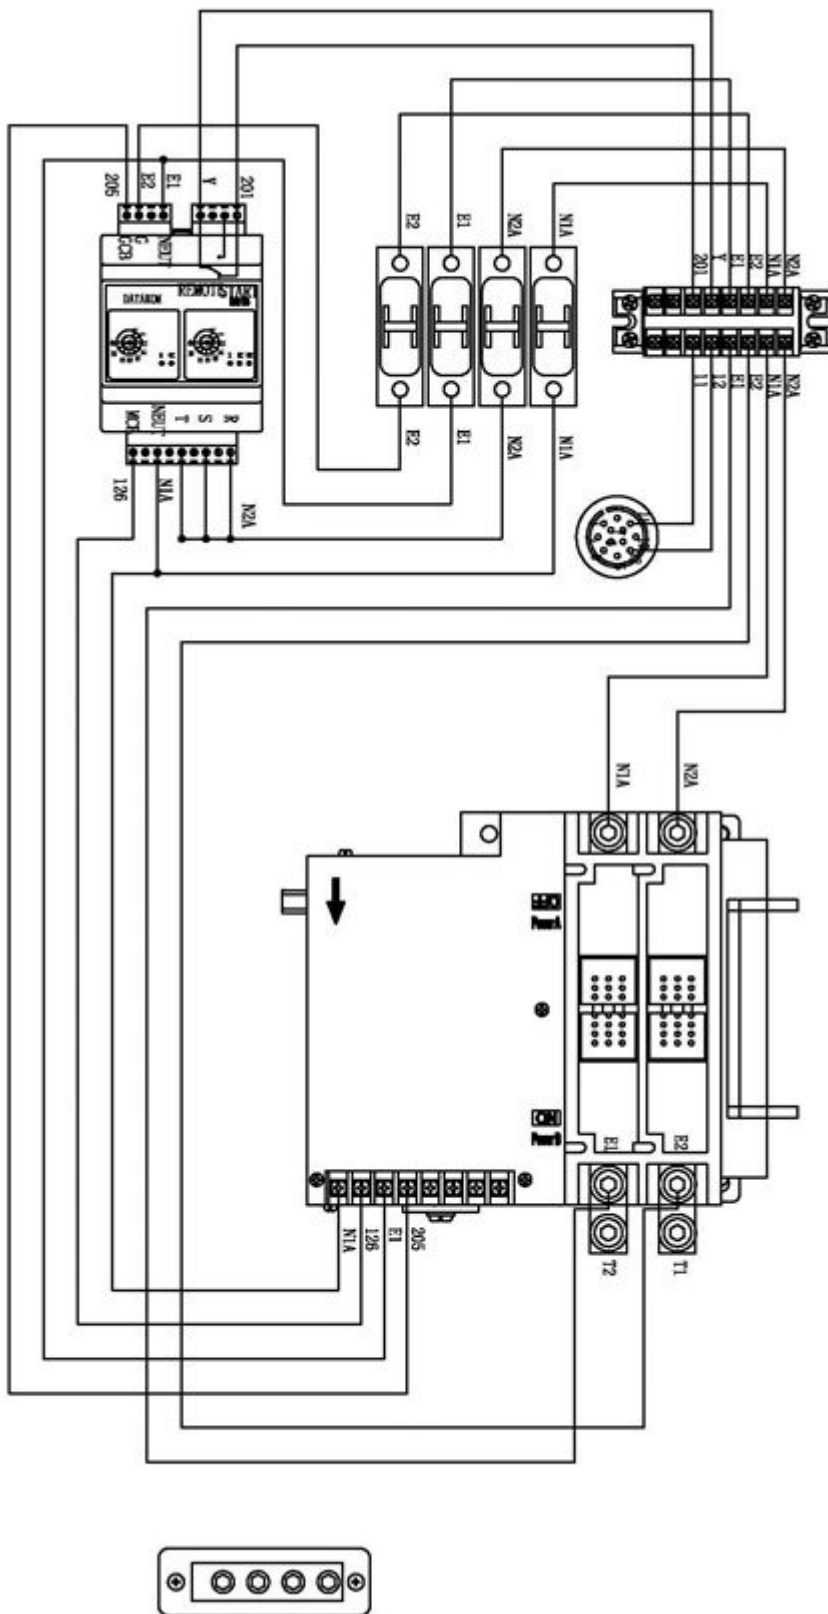 205
E2
E1
Y
201
GCB
G
NEUT
REMOTE START
DATAKOM
MCB
NEUT
T
S
R
126
N1A
N2A
E2
E1
N2A
N1A
E2
E1
N2A
N1A
201
Y
E1
E2
N1A
N2A
11
12
E1
E2
N1A
N2A
N1A
N2A
OFF
Power A
ON
Power B
E1
E2
N1A
126
E1
205
T2
T1